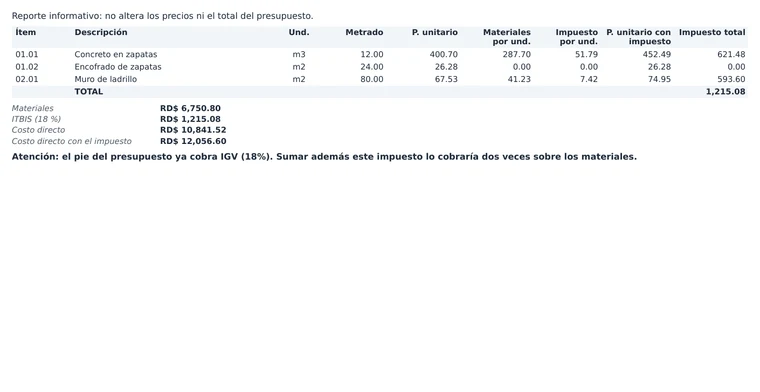 Reporte informativo: no altera los precios ni el total del presupuesto.
Ítem Descripción Und. Metrado P. unitario Materiales por und. Impuesto por und. P. unitario con impuesto Impuesto total
01.01 Concreto en zapatas m3 12.00 400.70 287.70 51.79 452.49 621.48
01.02 Encofrado de zapatas m2 24.00 26.28 0.00 0.00 26.28 0.00
02.01 Muro de ladrillo m2 80.00 67.53 41.23 7.42 74.95 593.60
TOTAL 1,215.08
Materiales RD$ 6,750.80
ITBIS (18 %) RD$ 1,215.08
Costo directo RD$ 10,841.52
Costo directo con el impuesto RD$ 12,056.60
Atención: el pie del presupuesto ya cobra IGV (18%). Sumar además este impuesto lo cobraría dos veces sobre los materiales.